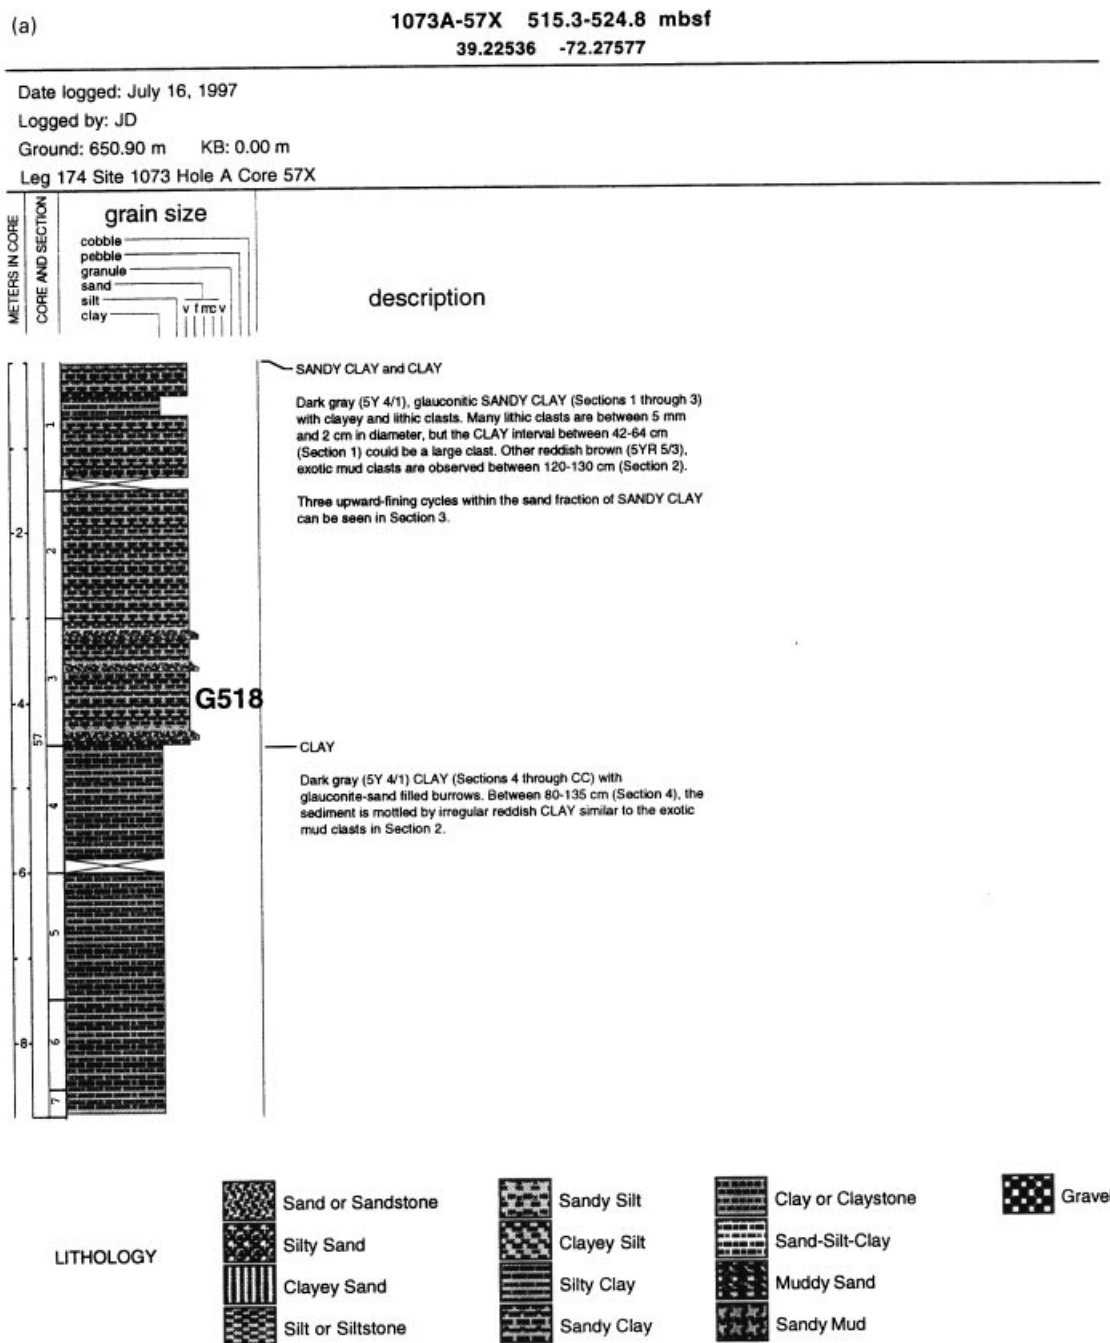 (a)
1073A-57X 515.3-524.8 mbsf
39.22536 -72.27577
Date logged: July 16, 1997
Logged by: JD
Ground: 650.90 m KB: 0.00 m
Leg 174 Site 1073 Hole A Core 57X
METERS IN CORE
CORE AND SECTION
grain size
cobble
pebble
granule
sand
silt
clay
v f m c v
description
SANDY CLAY and CLAY
Dark gray (5Y 4/1), glauconitic SANDY CLAY (Sections 1 through 3)
with clayey and lithic clasts. Many lithic clasts are between 5 mm
and 2 cm in diameter, but the CLAY interval between 42-64 cm
(Section 1) could be a large clast. Other reddish brown (5YR 5/3),
exotic mud clasts are observed between 120-130 cm (Section 2).
Three upward-fining cycles within the sand fraction of SANDY CLAY
can be seen in Section 3.
1
-2-
2
3
-4-
G518
57
CLAY
Dark gray (5Y 4/1) CLAY (Sections 4 through CC) with
glauconite-sand filled burrows. Between 80-135 cm (Section 4), the
sediment is mottled by irregular reddish CLAY similar to the exotic
mud clasts in Section 2.
4
-6-
5
-8-
6
7
LITHOLOGY
Sand or Sandstone
Silty Sand
Clayey Sand
Silt or Siltstone
Sandy Silt
Clayey Silt
Silty Clay
Sandy Clay
Clay or Claystone
Sand-Silt-Clay
Muddy Sand
Sandy Mud
Grave